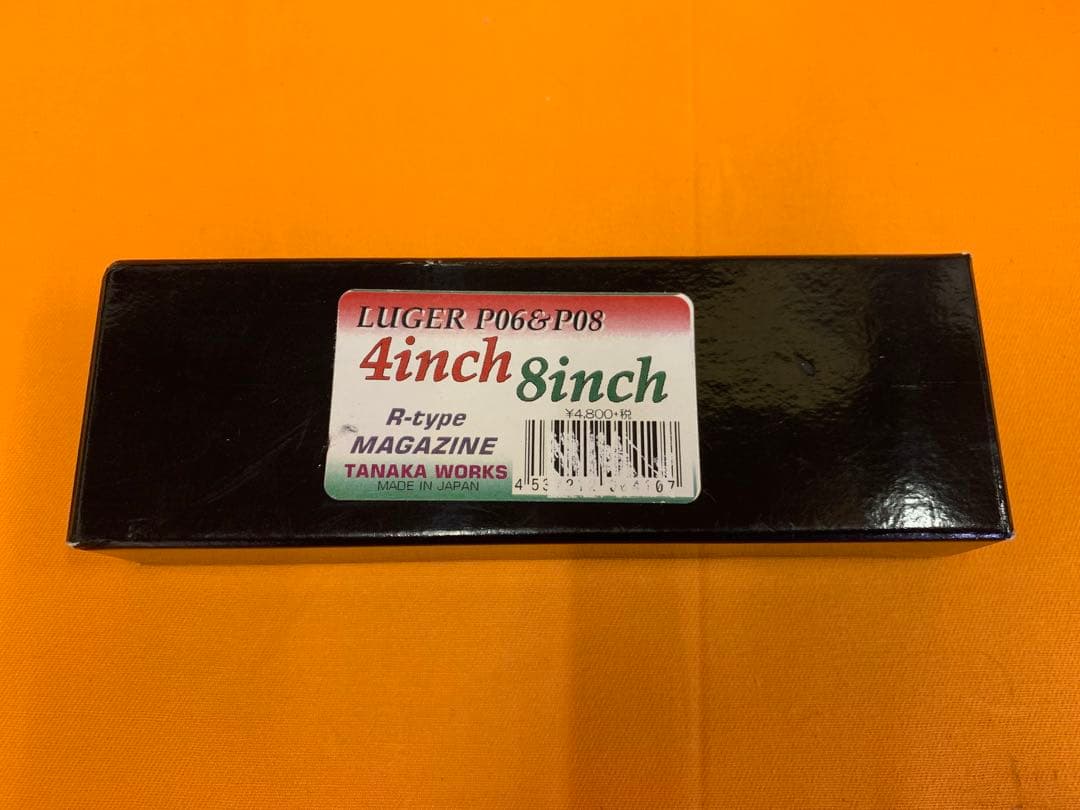 LUGER P06&P08
4inch 8inch
¥4,800+税
R-type
MAGAZINE
TANAKA WORKS
MADE IN JAPAN